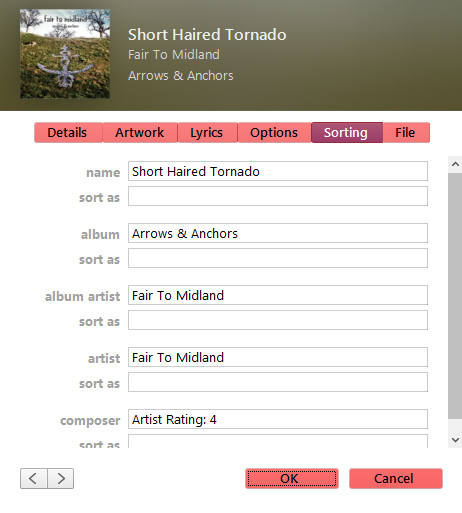 fair to midland
Short Haired Tornado
Fair To Midland
Arrows & Anchors
Details Artwork Lyrics Options Sorting File
name Short Haired Tornado
sort as
album Arrows & Anchors
sort as
album artist Fair To Midland
sort as
artist Fair To Midland
sort as
composer Artist Rating: 4
sort as
OK Cancel